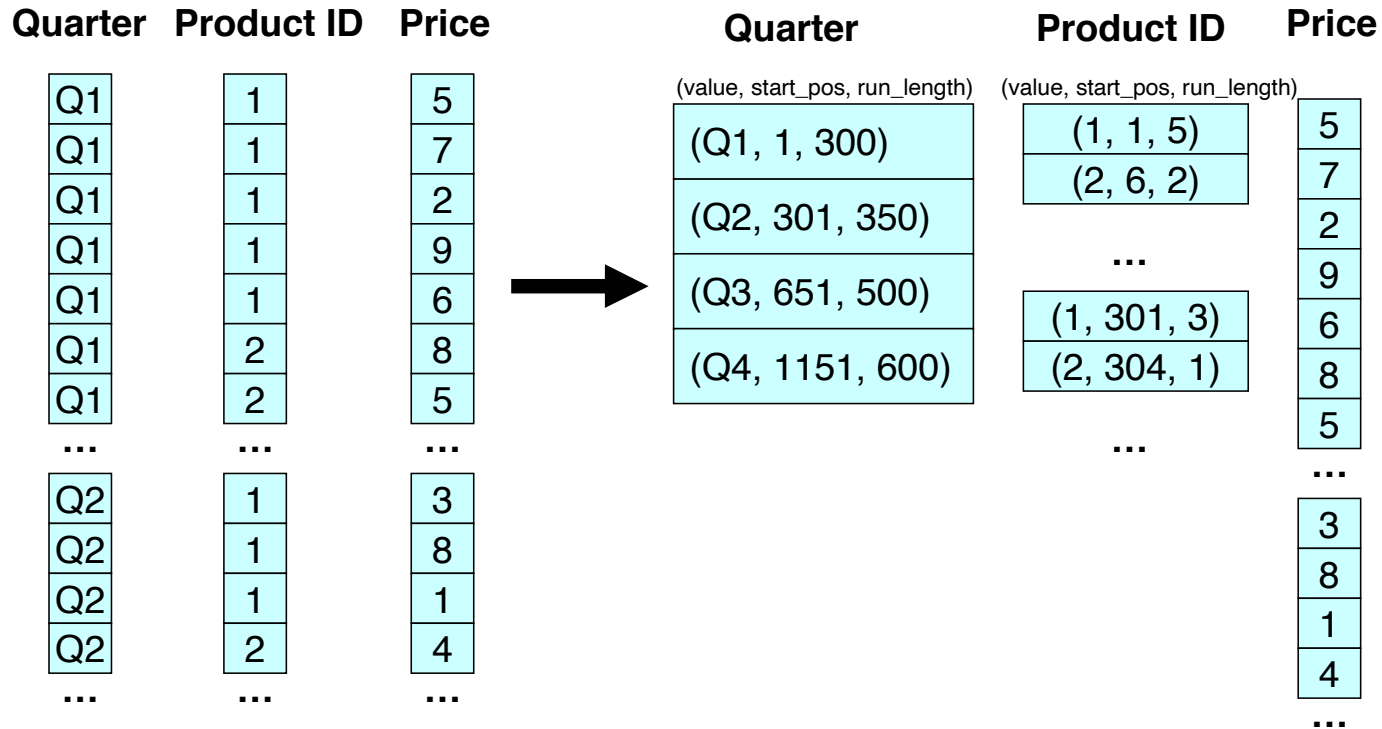 Quarter Product ID Price
Q1 1 5
Q1 1 7
Q1 1 2
Q1 1 9
Q1 1 6
Q1 2 8
Q1 2 5
... ... ...
Q2 1 3
Q2 1 8
Q2 1 1
Q2 2 4
... ... ...
Quarter Product ID Price
(value, start_pos, run_length) (value, start_pos, run_length)
(Q1, 1, 300)
(Q2, 301, 350)
(Q3, 651, 500)
(Q4, 1151, 600)
(1, 1, 5)
(2, 6, 2)
...
(1, 301, 3)
(2, 304, 1)
...
5
7
2
9
6
8
5
...
3
8
1
4
...